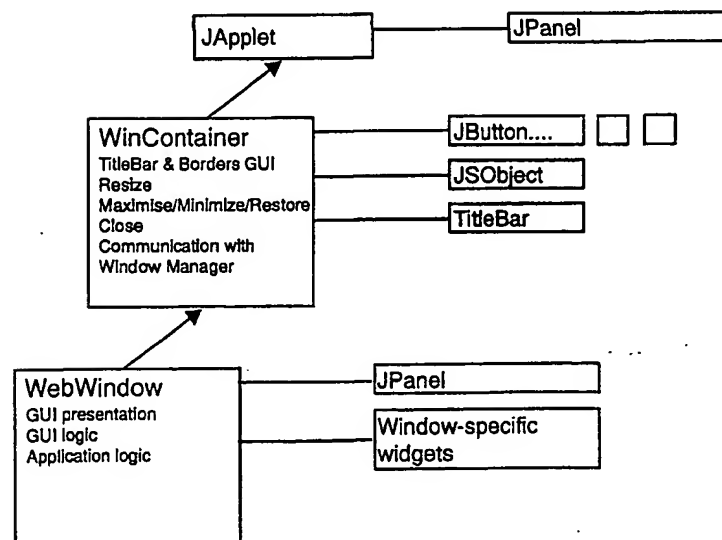 JApplet
JPanel
WinContainer
TitleBar & Borders GUI
Resize
Maximise/Minimize/Restore
Close
Communication with
Window Manager
JButton....
JSObject
TitleBar
WebWindow
GUI presentation
GUI logic
Application logic
JPanel
Window-specific
widgets